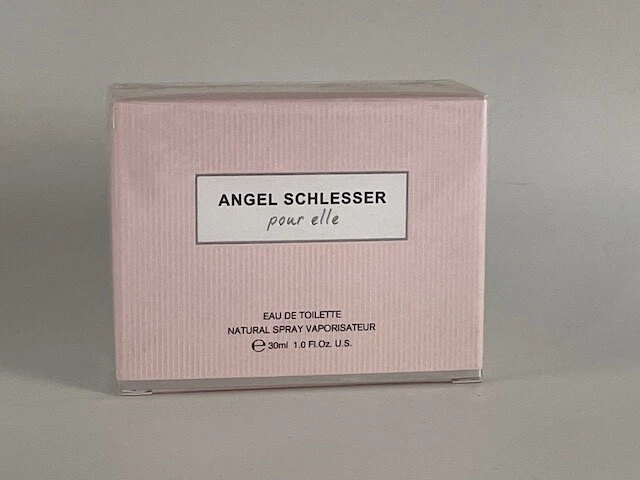 ANGEL SCHLESSER
pour elle
EAU DE TOILETTE
NATURAL SPRAY VAPORISATEUR
℮ 30ml 1.0 Fl.Oz. U.S.